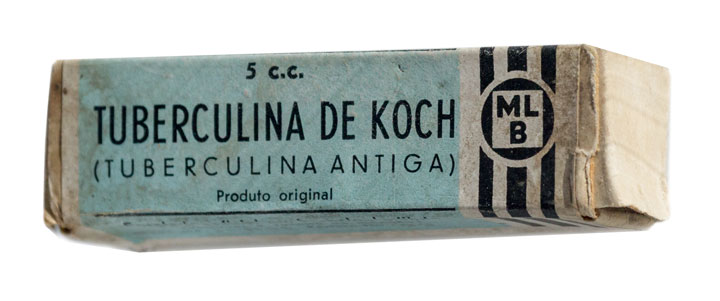 5 c.c.
TUBERCULINA DE KOCH
(TUBERCULINA ANTIGA)
Produto original
ML
B